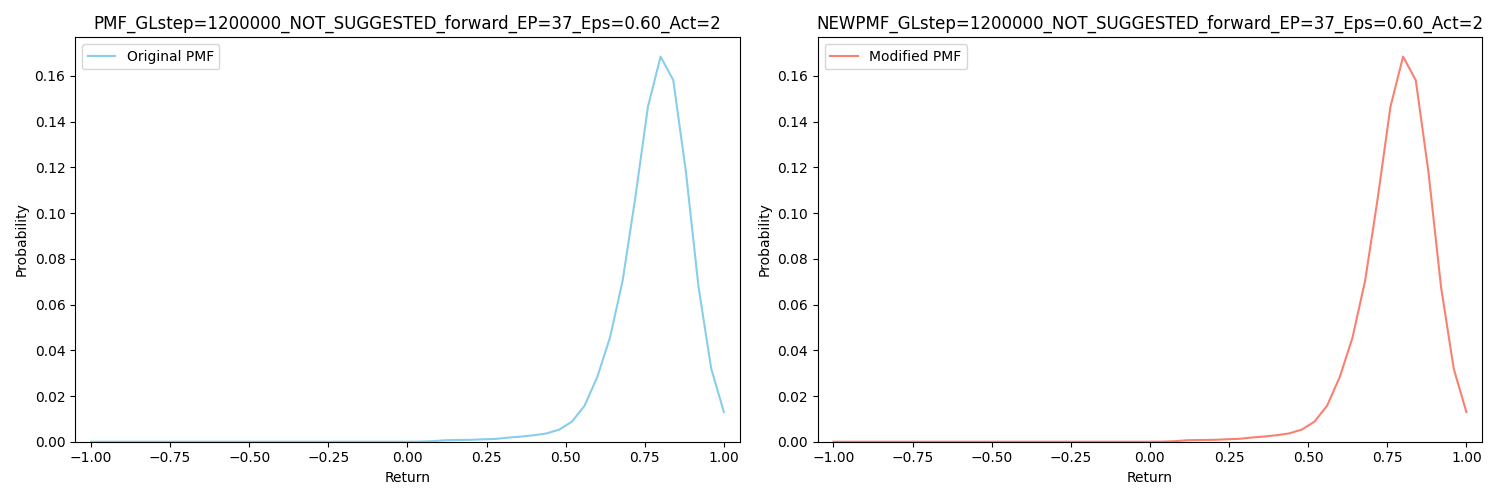 PMF_GLstep=1200000_NOT_SUGGESTED_forward_EP=37_Eps=0.60_Act=2
Original PMF
Probability
0.16
0.14
0.12
0.10
0.08
0.06
0.04
0.02
0.00
−1.00 −0.75 −0.50 −0.25 0.00 0.25 0.50 0.75 1.00
Return
NEWPMF_GLstep=1200000_NOT_SUGGESTED_forward_EP=37_Eps=0.60_Act=2
Modified PMF
Probability
0.16
0.14
0.12
0.10
0.08
0.06
0.04
0.02
0.00
−1.00 −0.75 −0.50 −0.25 0.00 0.25 0.50 0.75 1.00
Return